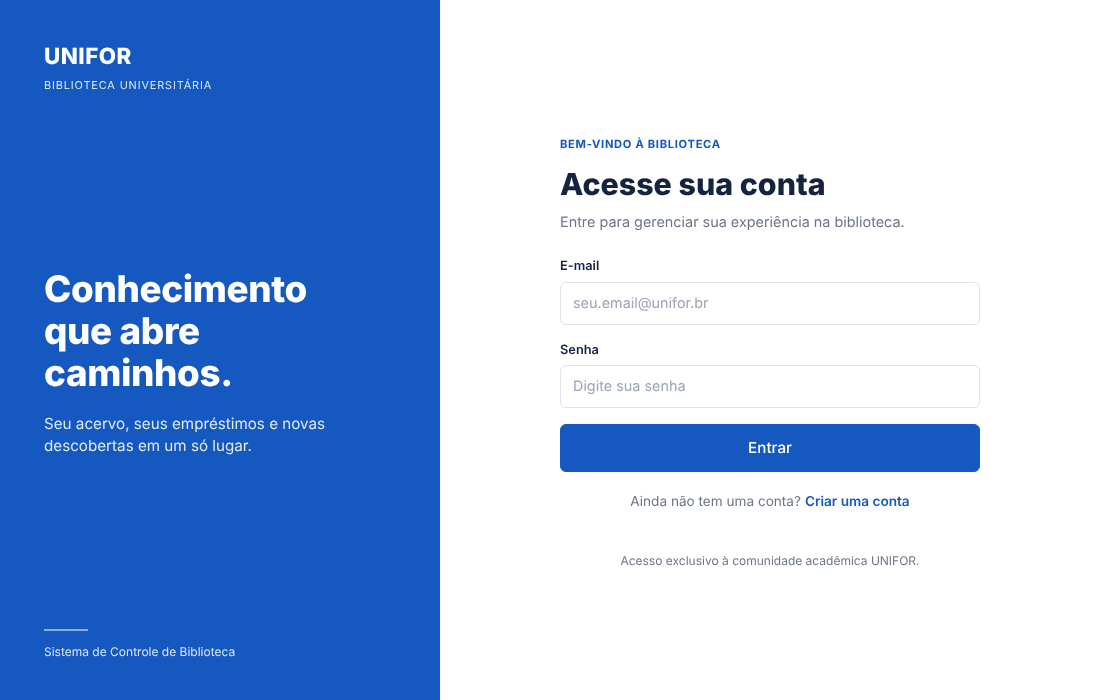 UNIFOR
BIBLIOTECA UNIVERSITÁRIA
Conhecimento
que abre
caminhos.
Seu acervo, seus empréstimos e novas
descobertas em um só lugar.
Sistema de Controle de Biblioteca
BEM-VINDO À BIBLIOTECA
Acesse sua conta
Entre para gerenciar sua experiência na biblioteca.
E-mail
seu.email@unifor.br
Senha
Digite sua senha
Entrar
Ainda não tem uma conta? Criar uma conta
Acesso exclusivo à comunidade acadêmica UNIFOR.